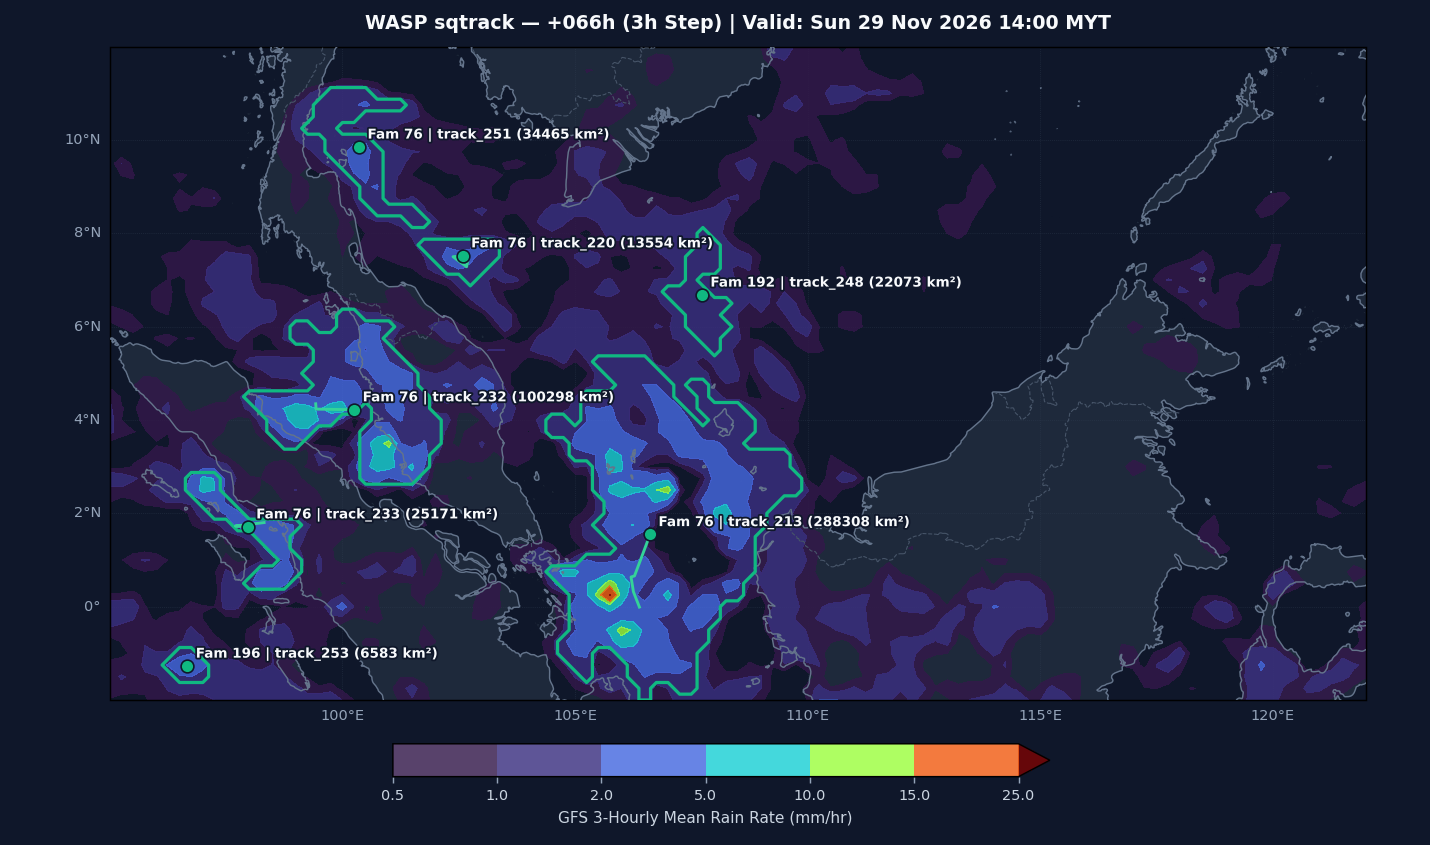 WASP sqtrack — +066h (3h Step) | Valid: Sun 29 Nov 2026 14:00 MYT
10°N
Fam 76 | track_251 (34465 km²)
8°N
Fam 76 | track_220 (13554 km²)
Fam 192 | track_248 (22073 km²)
6°N
4°N
Fam 76 | track_232 (100298 km²)
2°N
Fam 76 | track_233 (25171 km²)
Fam 76 | track_213 (288308 km²)
0°
Fam 196 | track_253 (6583 km²)
100°E 105°E 110°E 115°E 120°E
0.5 1.0 2.0 5.0 10.0 15.0 25.0
GFS 3-Hourly Mean Rain Rate (mm/hr)